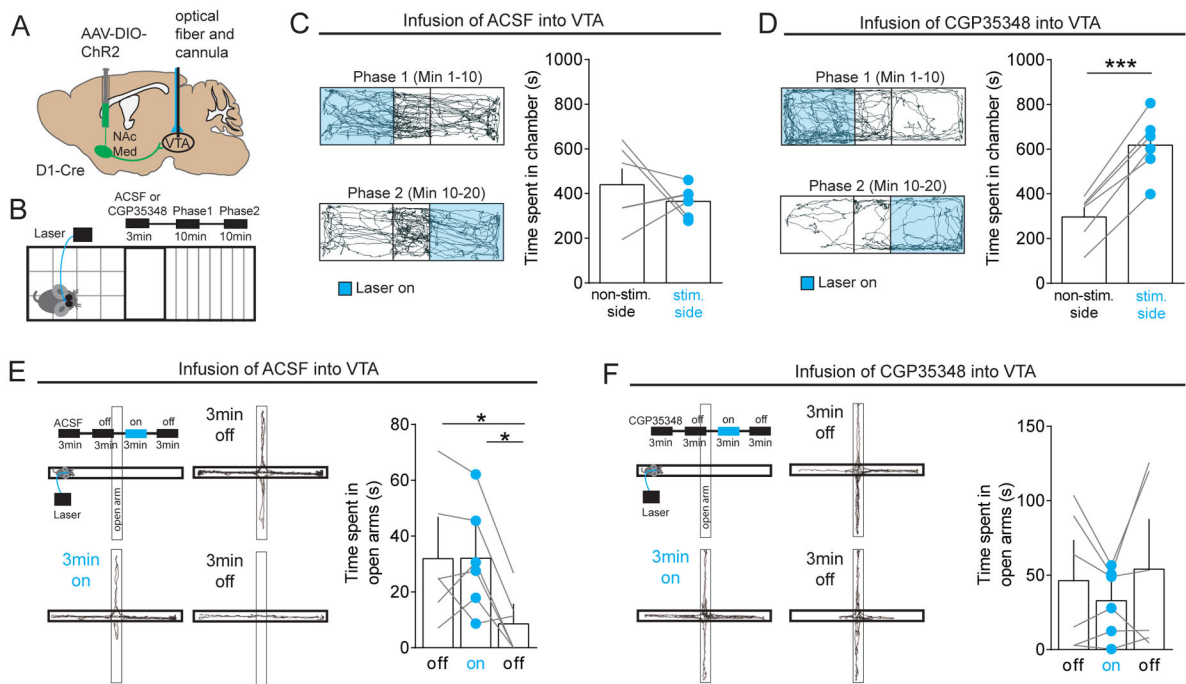 A
AAV-DIO-
ChR2
optical
fiber and
cannula
NAc
Med
VTA
D1-Cre
B
ACSF or
CGP35348 Phase1 Phase2
3min 10min 10min
Laser
C
Infusion of ACSF into VTA
Phase 1 (Min 1-10)
Phase 2 (Min 10-20)
Laser on
Time spent in chamber (s)
1000
800
600
400
200
0
non-stim.
side
stim.
side
D
Infusion of CGP35348 into VTA
Phase 1 (Min 1-10)
Phase 2 (Min 10-20)
Laser on
Time spent in chamber (s)
1000
800
600
400
200
0
***
non-stim.
side
stim.
side
E
Infusion of ACSF into VTA
ACSF off on off
3min 3min 3min 3min
Laser
open arm
3min
off
3min
on
3min
off
Time spent in
open arms (s)
80
60
40
20
0
*
*
off on off
F
Infusion of CGP35348 into VTA
CGP35348 off on off
3min 3min 3min 3min
Laser
open arm
3min
off
3min
on
3min
off
Time spent in
open arms (s)
150
100
50
0
off on off